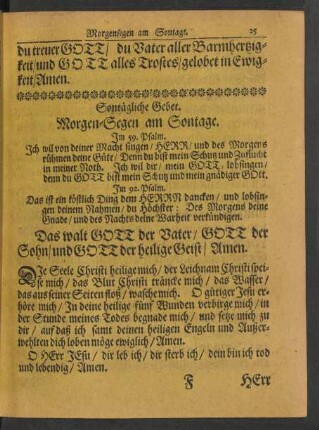 Morgensegen am Sontage. 25
du treuer GOTT/ du Vater aller Barmhertzig-
keit/und GOTT alles Trostes/gelobet in Ewig-
keit/Amen.
Sontägliche Gebet.
Morgen-Segen am Sontage.
Im 59. Psalm.
Ich wil von deiner Macht singen/ HERR/ und des Morgens
rühmen deine Güte/ Denn du bist mein Schutz und Zuflucht
in meiner Noth. Ich wil dir/ mein GOTT/ lobsingen/
denn du GOTT bist mein Schutz und mein gnädiger GOtt.
Im 92. Psalm.
Das ist ein köstlich Ding dem HERRN dancken/ und lobsin-
gen deinem Nahmen/ du Höchster: Des Morgens deine
Gnade/ und des Nachts deine Warheit verkündigen.
Das walt GOTT der Vater/ GOTT der
Sohn/und GOTT der heilige Geist/ Amen.
DIe Seele Christi heilige mich/ der Leichnam Christi spei-
se mich/ das Blut Christi träncke mich/ das Wasser/
das aus seiner Seiten floß/ wasche mich. O gütiger Jesu er-
höre mich/ In deine heilige fünf Wunden verbirge mich/ in
der Stunde meines Todes begnade mich/ und setze mich zu
dir/ auf daß ich samt deinen heiligen Engeln und Außer-
wehlten dich loben möge ewiglich/Amen.
O HErr JEsu/ dir leb ich/ dir sterb ich/ dein bin ich tod
und lebendig/ Amen.
F HErr